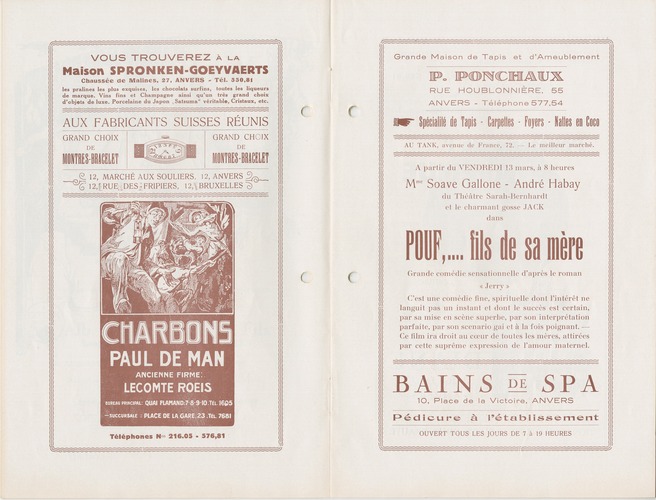 VOUS TROUVEREZ À LA
Maison SPRONKEN-GOEYVAERTS
Chaussée de Malines, 27, ANVERS - Tél. 530,81
les pralines les plus exquises, les chocolats surfins, toutes les liqueurs
de marque. Vins fins et Champagne ainsi qu'un très grand choix
d'objets de luxe. Porcelaine du Japon „Satsuma" véritable, Cristaux, etc.
AUX FABRICANTS SUISSES RÉUNIS
GRAND CHOIX
DE
MONTRES-BRACELET
GRAND CHOIX
DE
MONTRES-BRACELET
12, MARCHÉ AUX SOULIERS, 12, ANVERS
12, RUE DES FRIPIERS, 12, BRUXELLES
CHARBONS
PAUL DE MAN
ANCIENNE FIRME:
LECOMTE ROEIS
BUREAU PRINCIPAL: QUAI FLAMAND.7-8-9-10.TÉL.1605
SUCCURSALE: PLACE DE LA GARE.23.TÉL.7681
Téléphones Nos 216.05 - 576,81
Grande Maison de Tapis et d'Ameublement
P. PONCHAUX
RUE HOUBLONNIÈRE, 55
ANVERS - Téléphone 577,54
Spécialité de Tapis - Carpettes - Foyers - Nattes en Coco
AU TANK, avenue de France, 72. — Le meilleur marché.
A partir du VENDREDI 13 mars, à 8 heures
Mme Soave Gallone - André Habay
du Théâtre Sarah-Bernhardt
et le charmant gosse JACK
dans
POUF,.... fils de sa mère
Grande comédie sensationnelle d'après le roman
« Jerry »
C'est une comédie fine, spirituelle dont l'intérêt ne
languit pas un instant et dont le succès est certain,
par sa mise en scène superbe, par son interprétation
parfaite, par son scenario gai et à la fois poignant. —
Ce film ira droit au cœur de toutes les mères, attirées
par cette suprême expression de l'amour maternel.
BAINS DE SPA
10, Place de la Victoire, ANVERS
Pédicure à l'établissement
OUVERT TOUS LES JOURS DE 7 à 19 HEURES